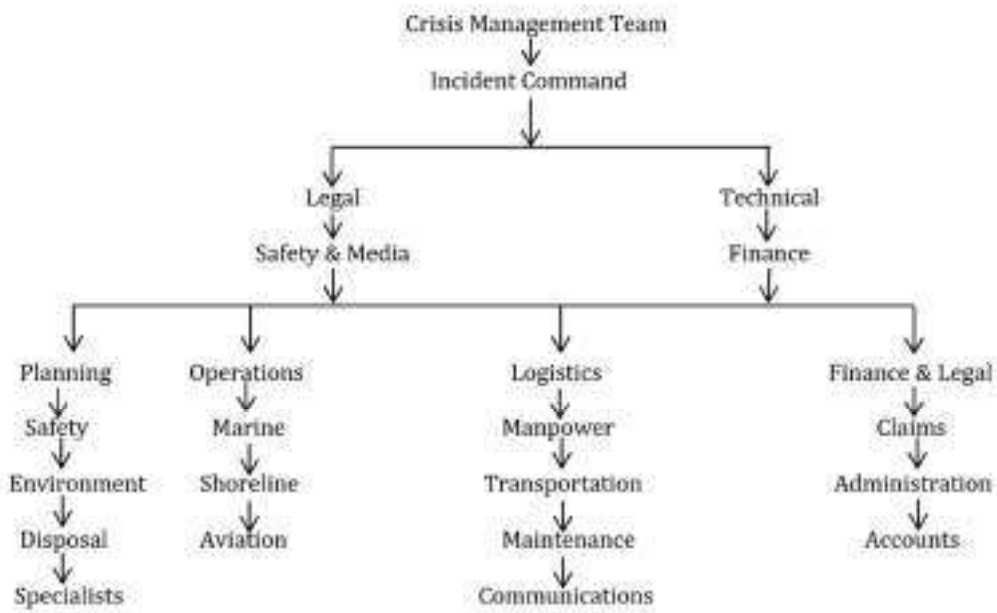 Crisis Management Team
Incident Command
Legal
Technical
Safety & Media
Finance
Planning
Operations
Logistics
Finance & Legal
Safety
Marine
Manpower
Claims
Environment
Shoreline
Transportation
Administration
Disposal
Aviation
Maintenance
Accounts
Specialists
Communications